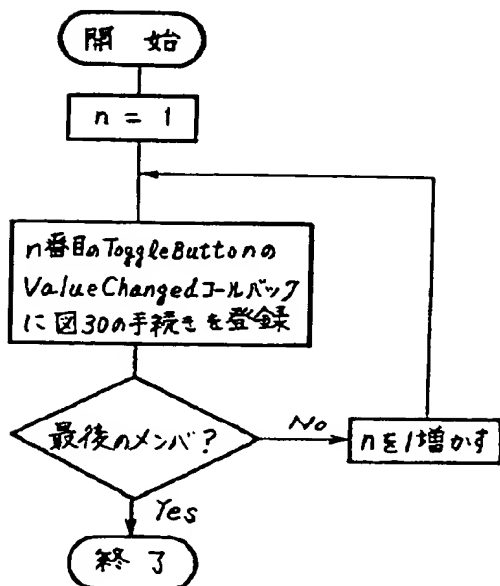 開始
n = 1
n番目のToggleButtonの
ValueChangedコールバック
に図30の手続きを登録
最後のメンバ?
No
nを1増かす
Yes
終了